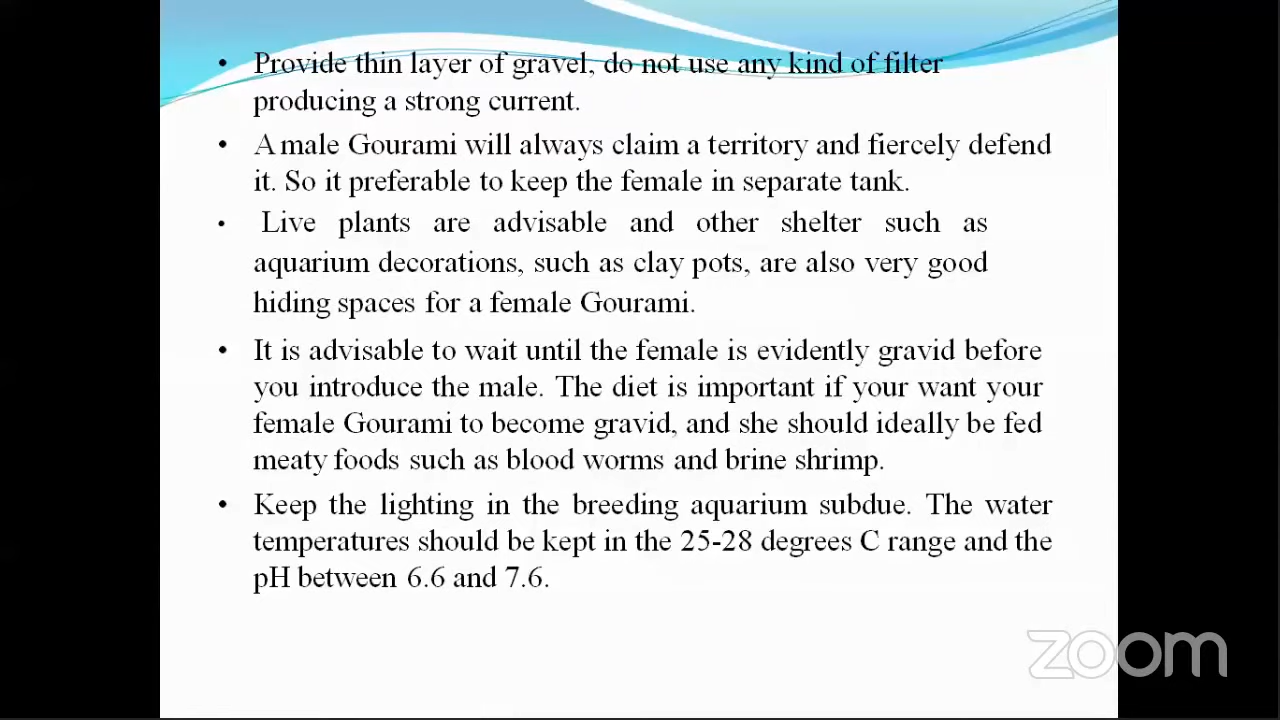 • Provide thin layer of gravel, do not use any kind of filter
producing a strong current.
• A male Gourami will always claim a territory and fiercely defend
it. So it preferable to keep the female in separate tank.
• Live plants are advisable and other shelter such as
aquarium decorations, such as clay pots, are also very good
hiding spaces for a female Gourami.
• It is advisable to wait until the female is evidently gravid before
you introduce the male. The diet is important if your want your
female Gourami to become gravid, and she should ideally be fed
meaty foods such as blood worms and brine shrimp.
• Keep the lighting in the breeding aquarium subdue. The water
temperatures should be kept in the 25-28 degrees C range and the
pH between 6.6 and 7.6.
zoom